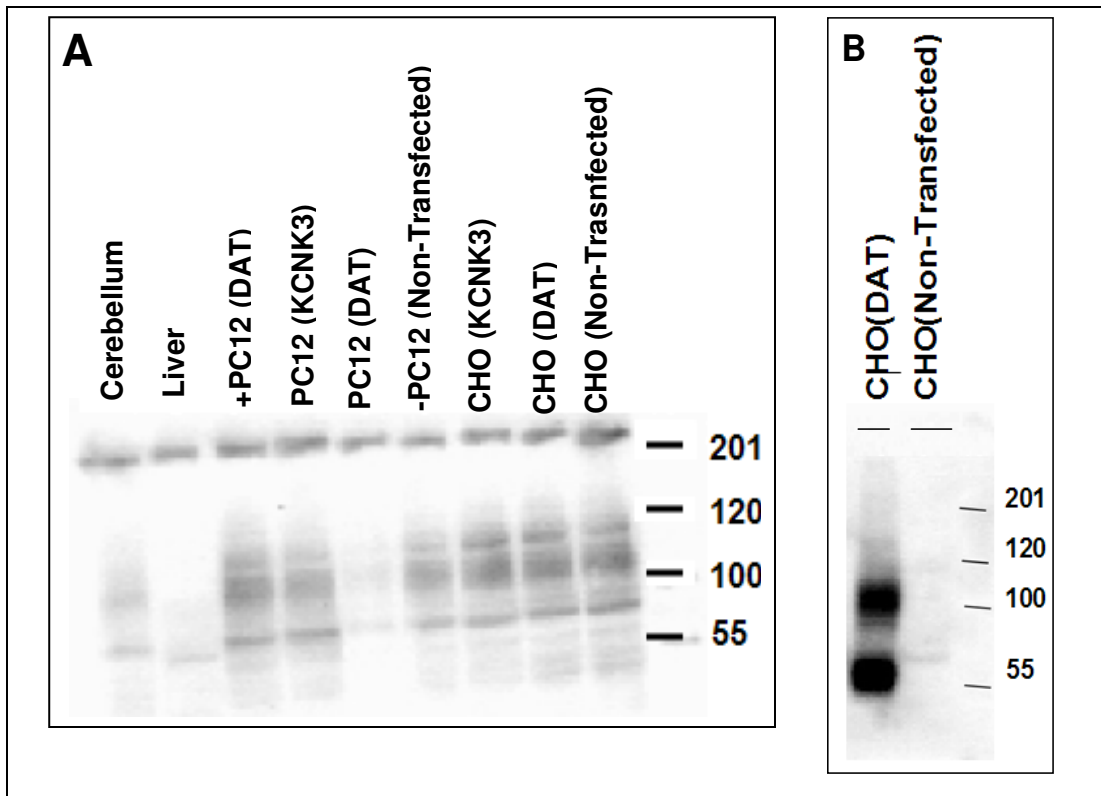 A
Cerebellum
Liver
+PC12 (DAT)
PC12 (KCNK3)
PC12 (DAT)
-PC12 (Non-Transfected)
CHO (KCNK3)
CHO (DAT)
CHO (Non-Trasnfected)
201
120
100
55
B
CHO(DAT)
CHO(Non-Transfected)
201
120
100
55